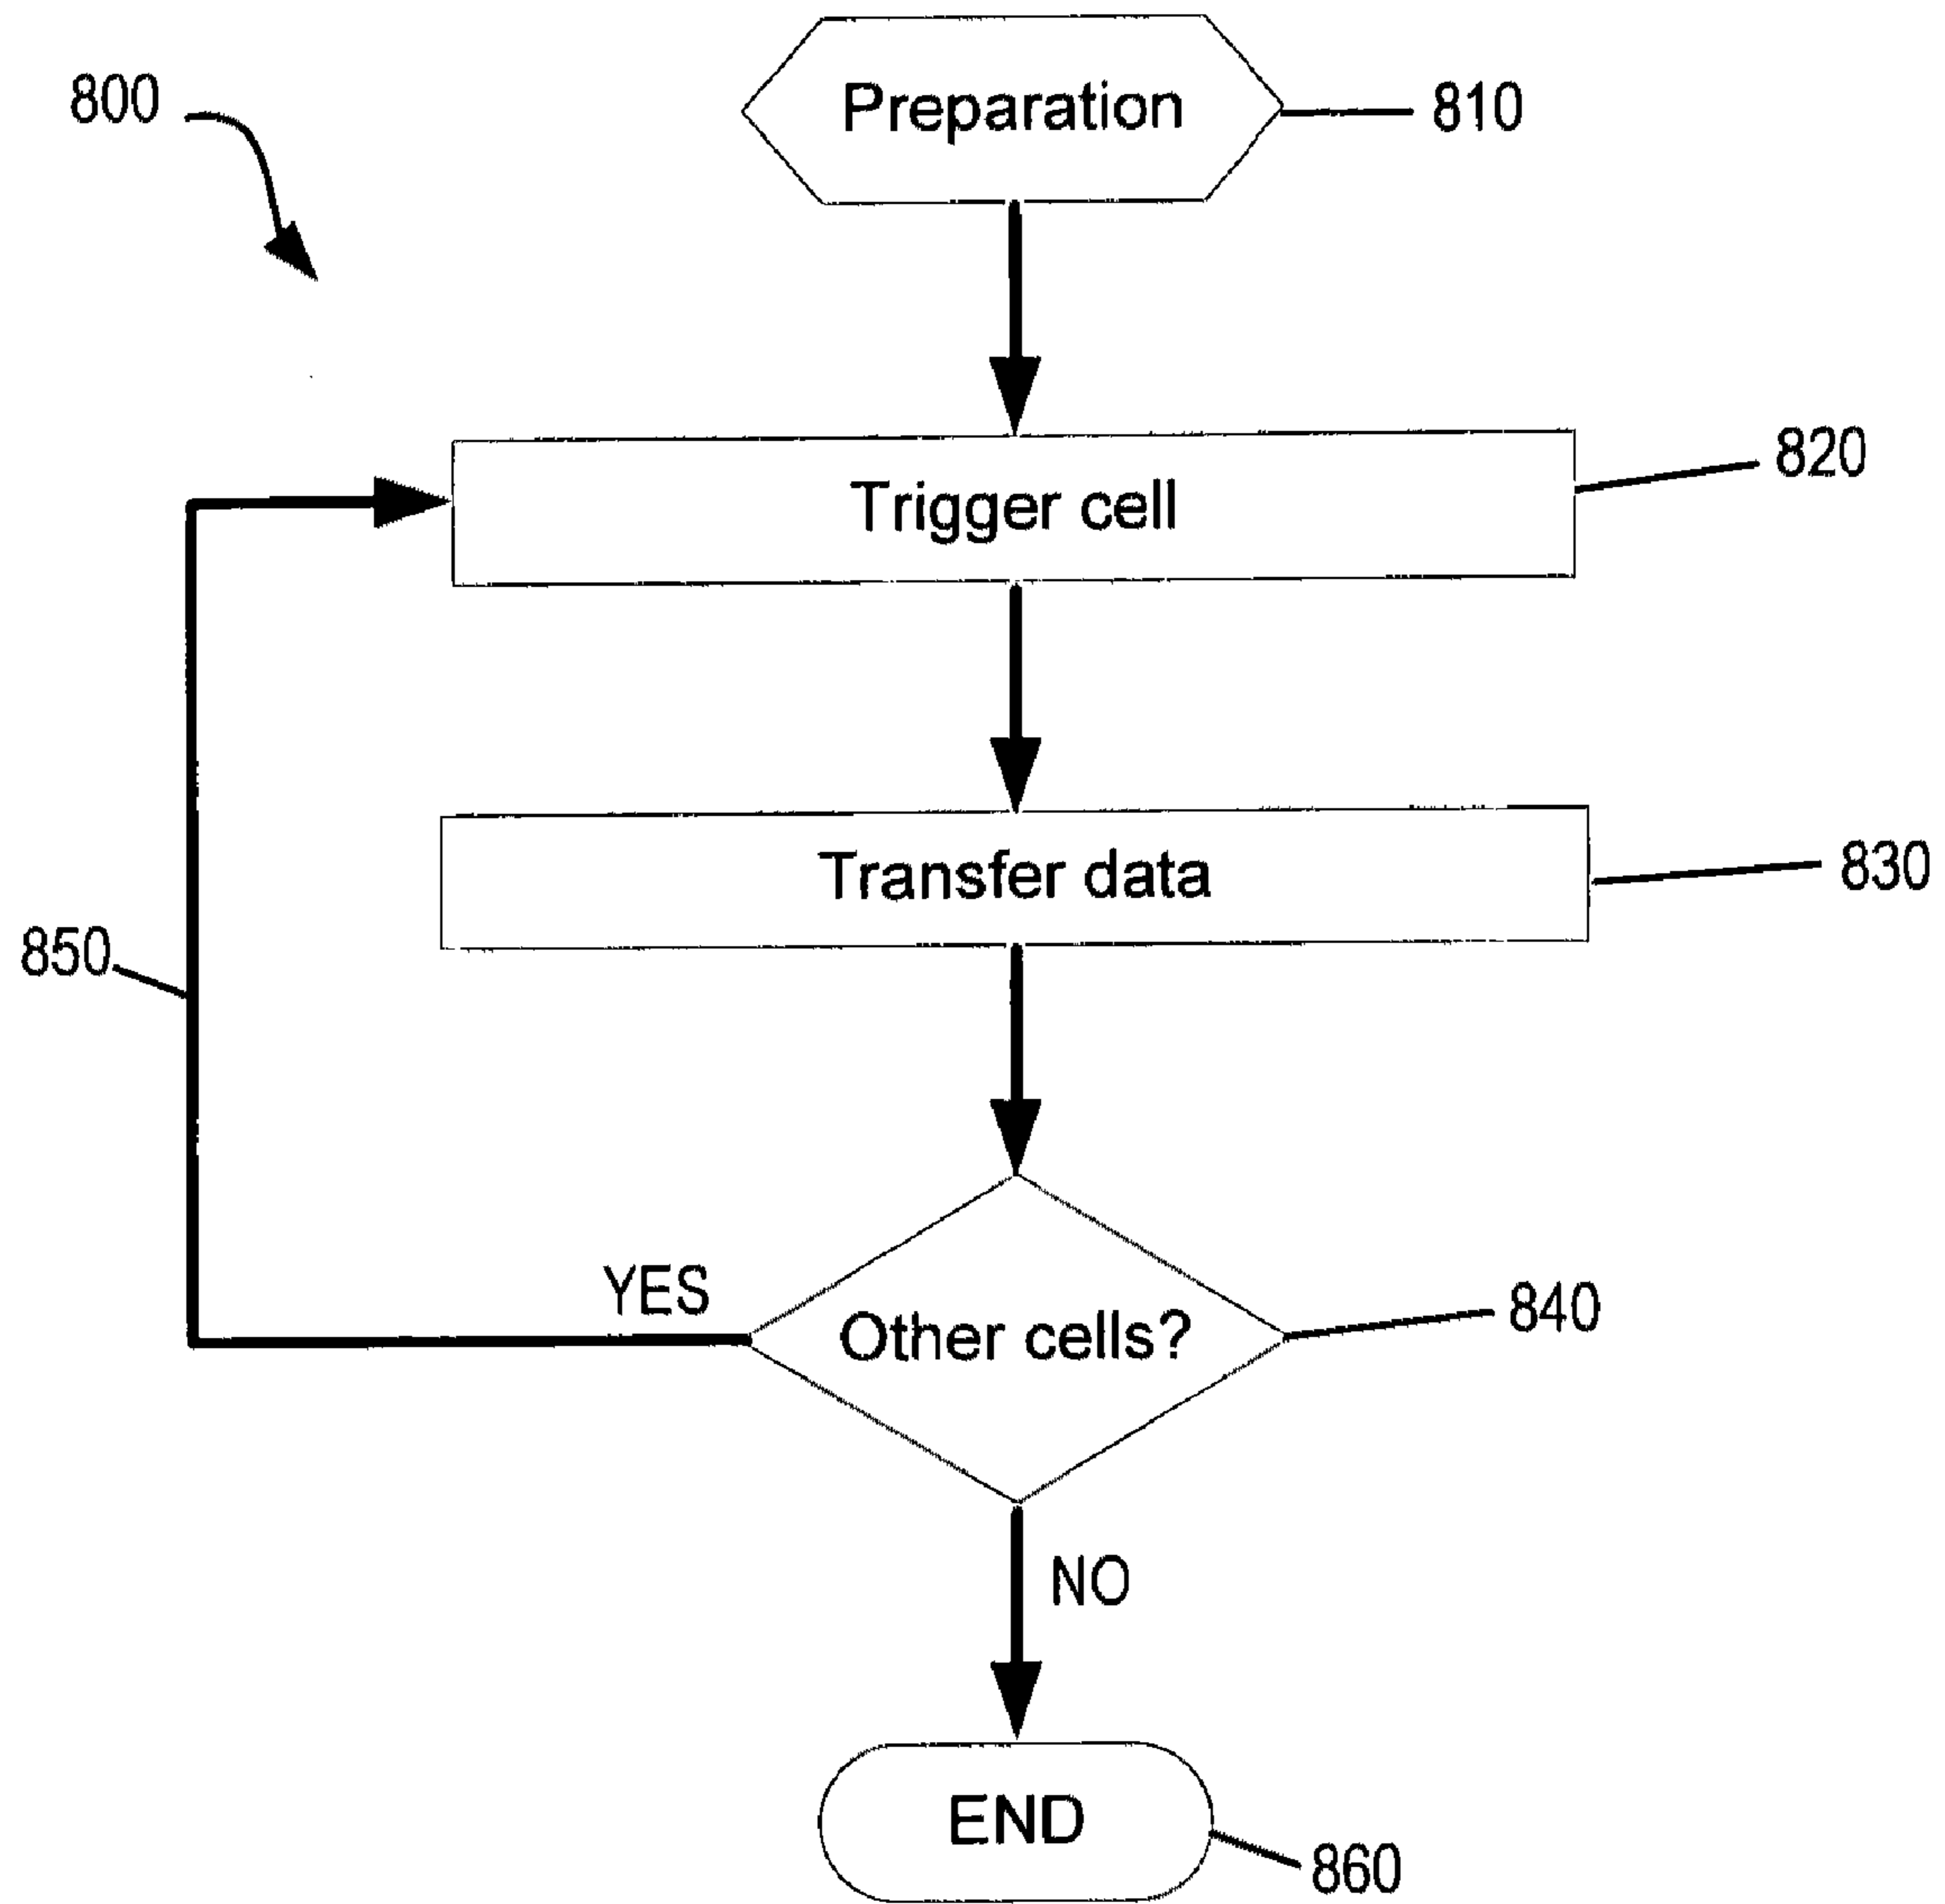 800
Preparation
810
Trigger cell
820
Transfer data
830
850
YES
Other cells?
840
NO
END
860